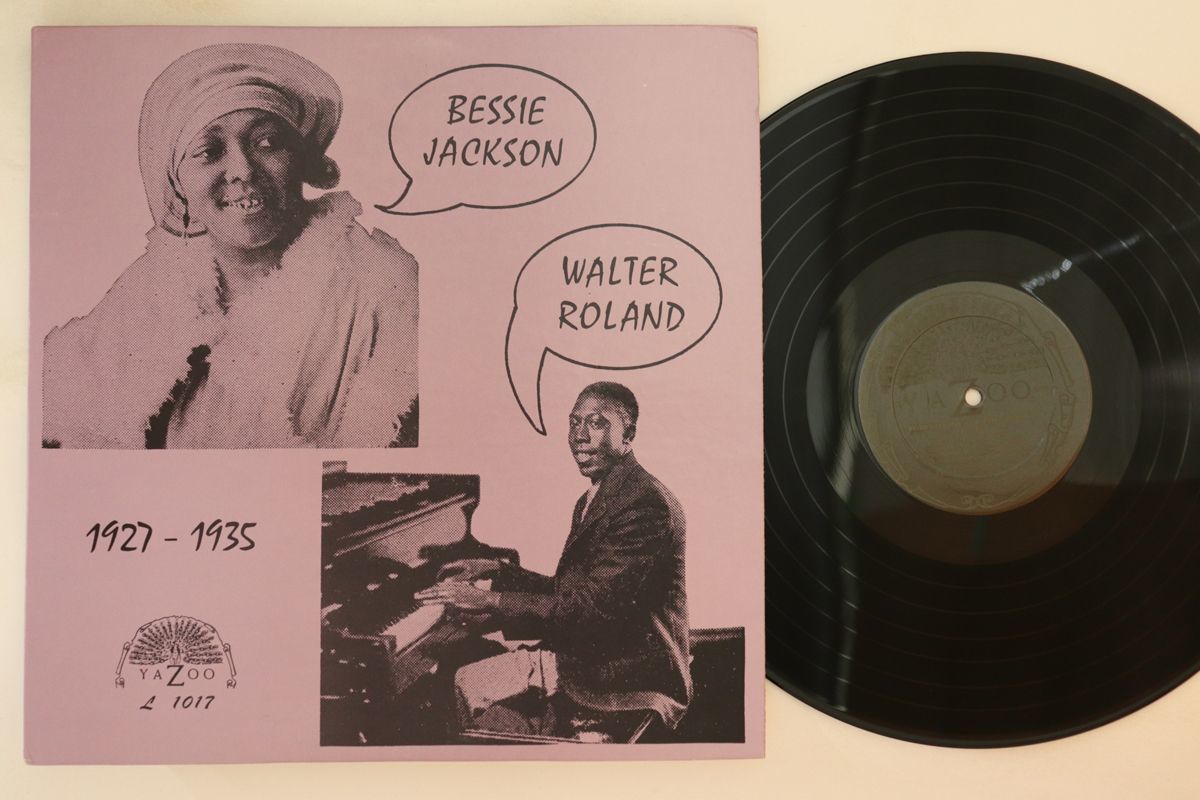 BESSIE
JACKSON
WALTER
ROLAND
1927 - 1935
YAZOO
L 1017
YAZOO